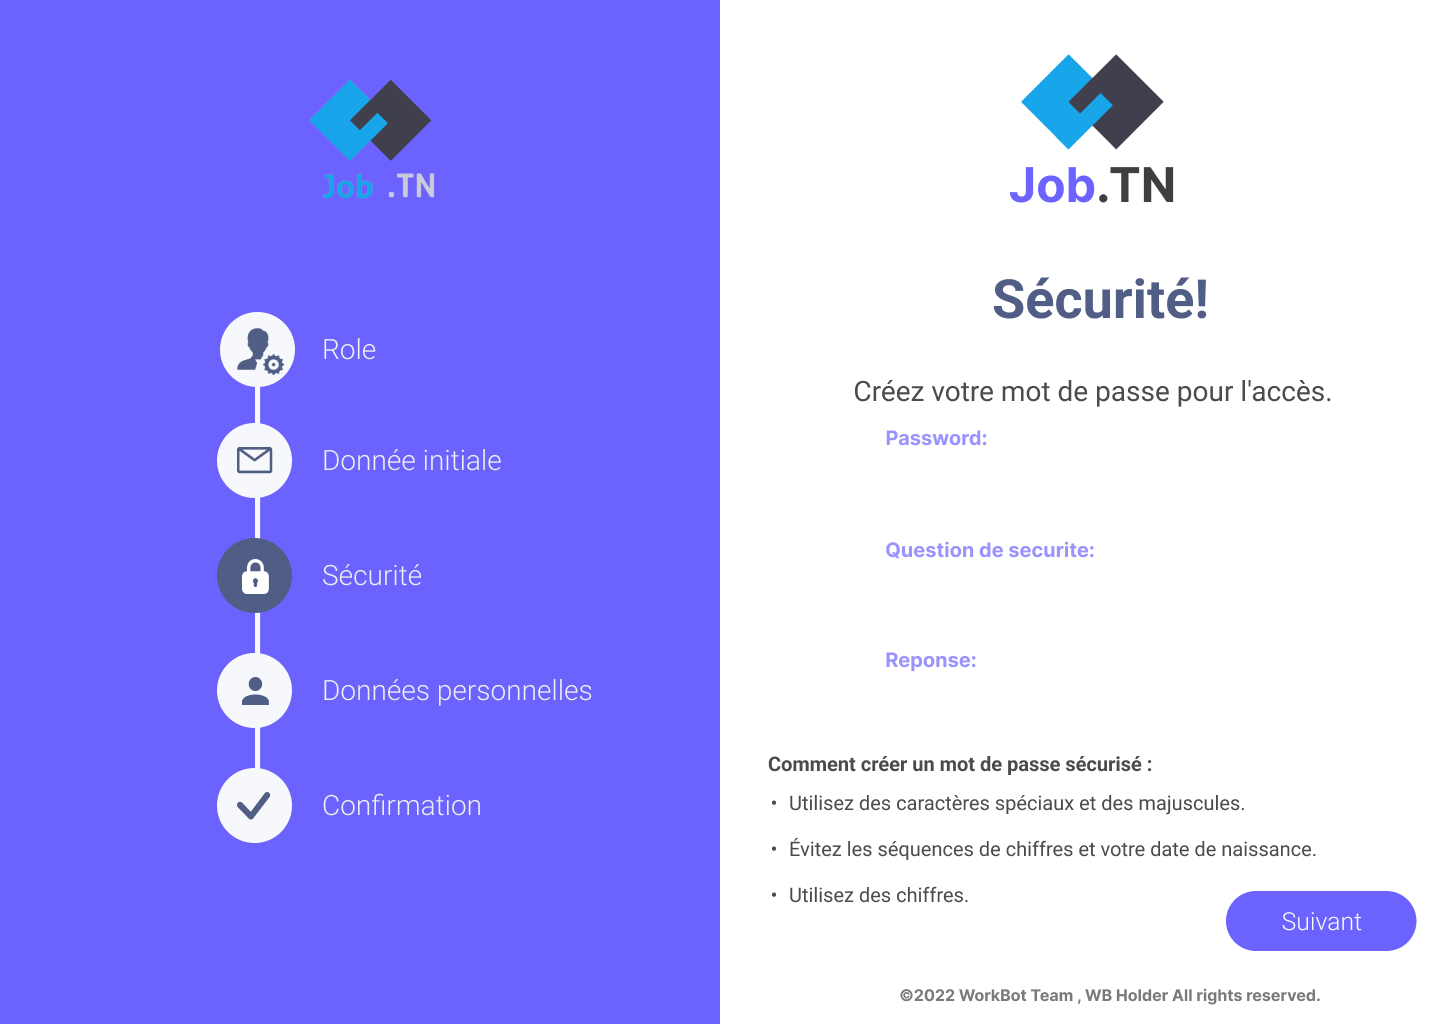 Job .TN
Role
Donnée initiale
Sécurité
Données personnelles
Confirmation
Job.TN
Sécurité!
Créez votre mot de passe pour l'accès.
Password:
Question de securite:
Reponse:
Comment créer un mot de passe sécurisé :
• Utilisez des caractères spéciaux et des majuscules.
• Évitez les séquences de chiffres et votre date de naissance.
• Utilisez des chiffres.
Suivant
©2022 WorkBot Team , WB Holder All rights reserved.